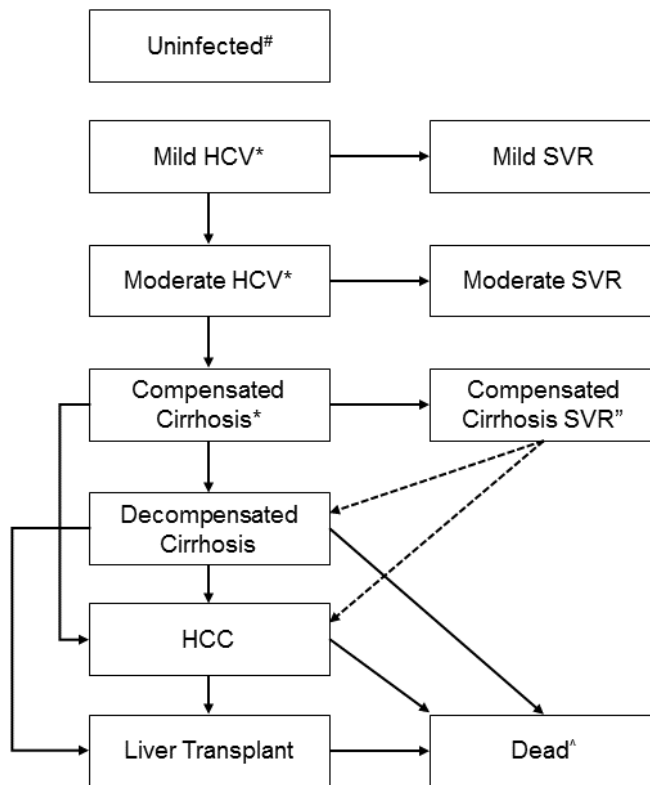 Uninfected#
Mild HCV*
Mild SVR
Moderate HCV*
Moderate SVR
Compensated
Cirrhosis*
Compensated
Cirrhosis SVR”
Decompensated
Cirrhosis
HCC
Liver Transplant
Dead^